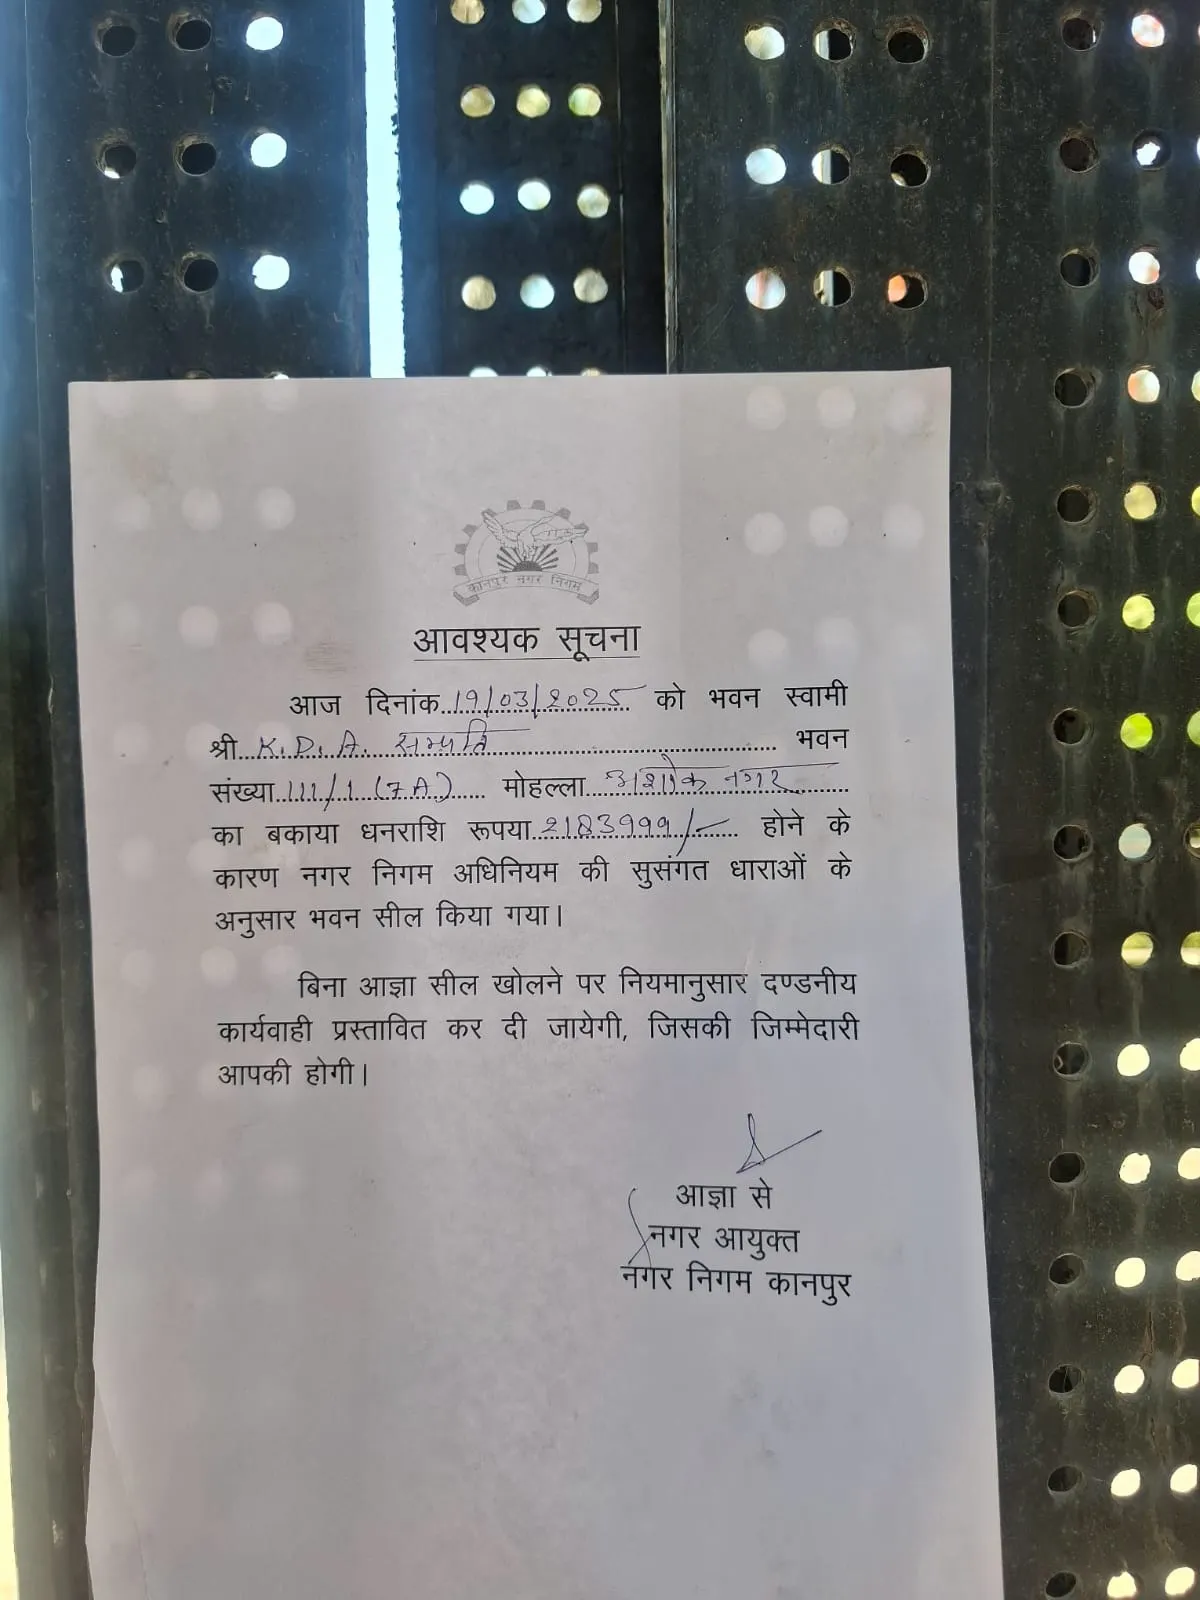 कानपुर नगर निगम
आवश्यक सूचना
आज दिनांक 19/03/2025 को भवन स्वामी
श्री K.D.A. सम्पत्ति भवन
संख्या 111/1 (7A) मोहल्ला अशोक नगर
का बकाया धनराशि रूपया 2183999/- होने के
कारण नगर निगम अधिनियम की सुसंगत धाराओं के
अनुसार भवन सील किया गया।
बिना आज्ञा सील खोलने पर नियमानुसार दण्डनीय
कार्यवाही प्रस्तावित कर दी जायेगी, जिसकी जिम्मेदारी
आपकी होगी।
आज्ञा से
नगर आयुक्त
नगर निगम कानपुर